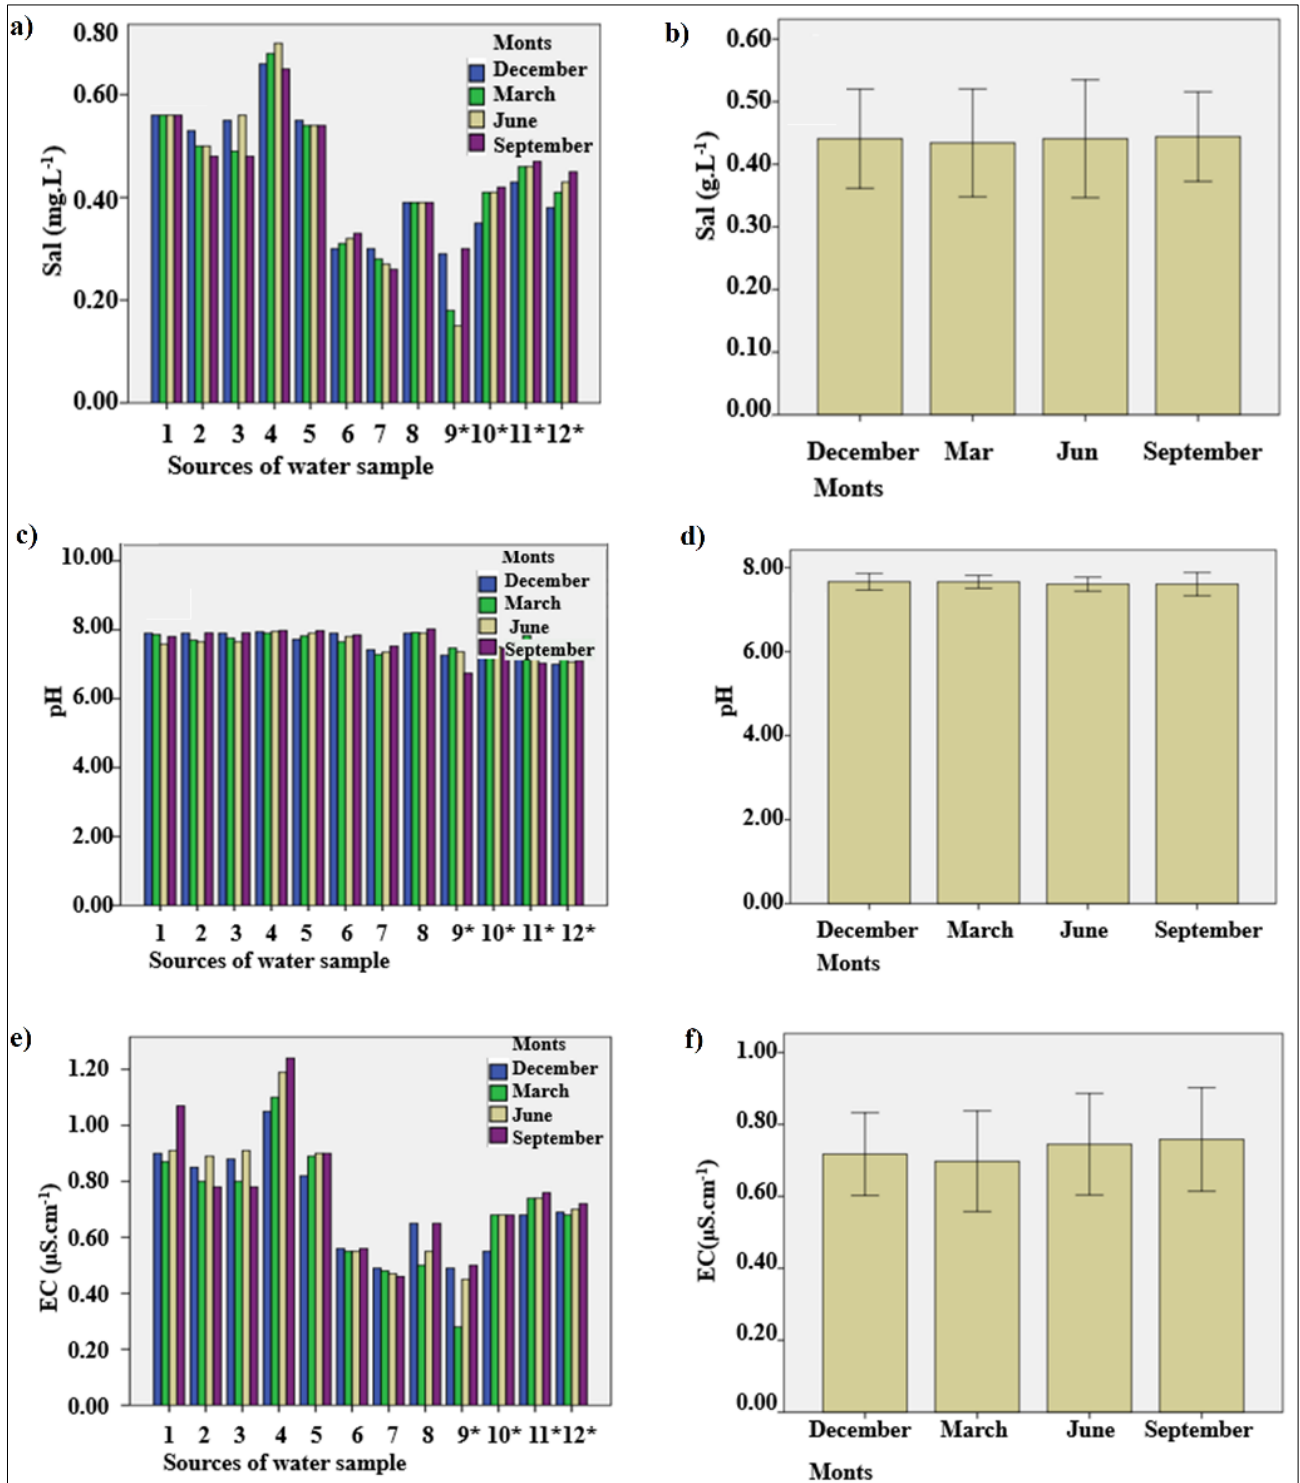 a)
Sal (mg.L-1)
0.80
0.60
0.40
0.20
0.00
Monts
December
March
June
September
1 2 3 4 5 6 7 8 9* 10* 11* 12*
Sources of water sample
b)
Sal (g.L-1)
0.60
0.50
0.40
0.30
0.20
0.10
0.00
December Mar Jun September
Monts
c)
pH
10.00
8.00
6.00
4.00
2.00
0.00
Monts
December
March
June
September
1 2 3 4 5 6 7 8 9* 10* 11* 12*
Sources of water sample
d)
pH
8.00
6.00
4.00
2.00
0.00
December March June September
Monts
e)
EC (µS.cm-1)
1.20
1.00
0.80
0.60
0.40
0.20
0.00
Monts
December
March
June
September
1 2 3 4 5 6 7 8 9* 10* 11* 12*
Sources of water sample
f)
EC(µS.cm-1)
1.00
0.80
0.60
0.40
0.20
0.00
December March June September
Monts